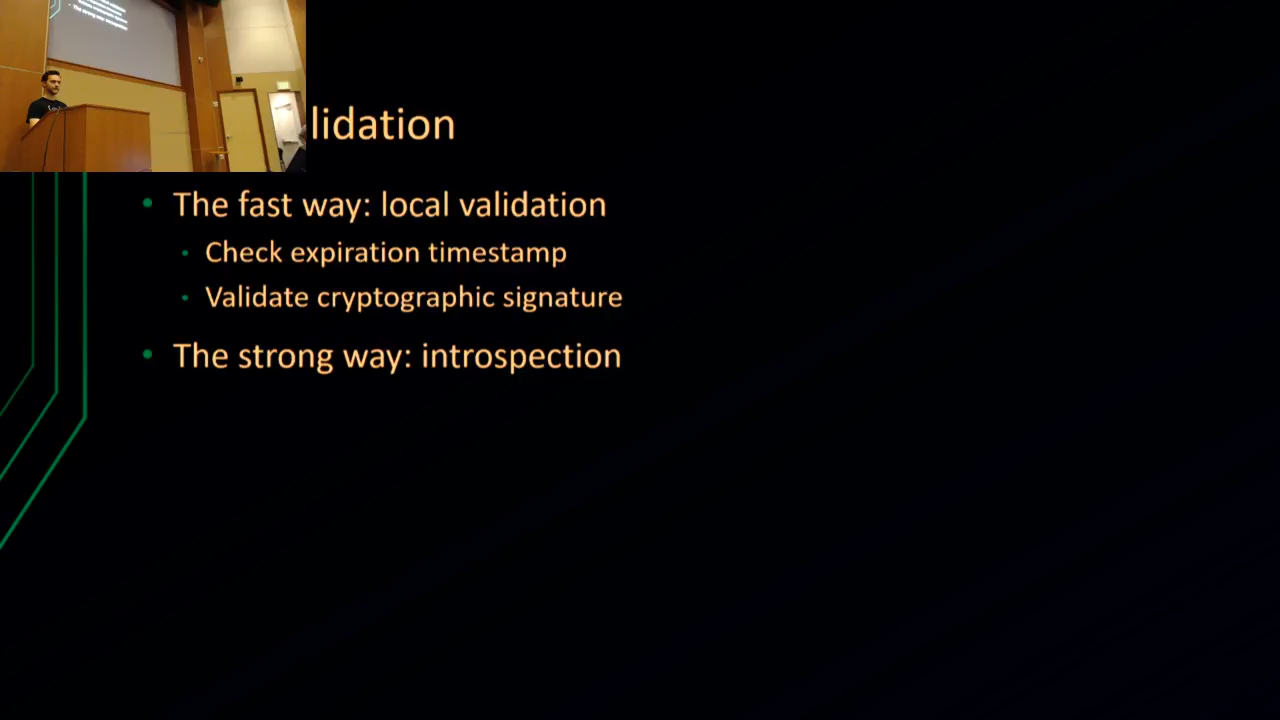 lidation
The fast way: local validation
Check expiration timestamp
Validate cryptographic signature
The strong way: introspection